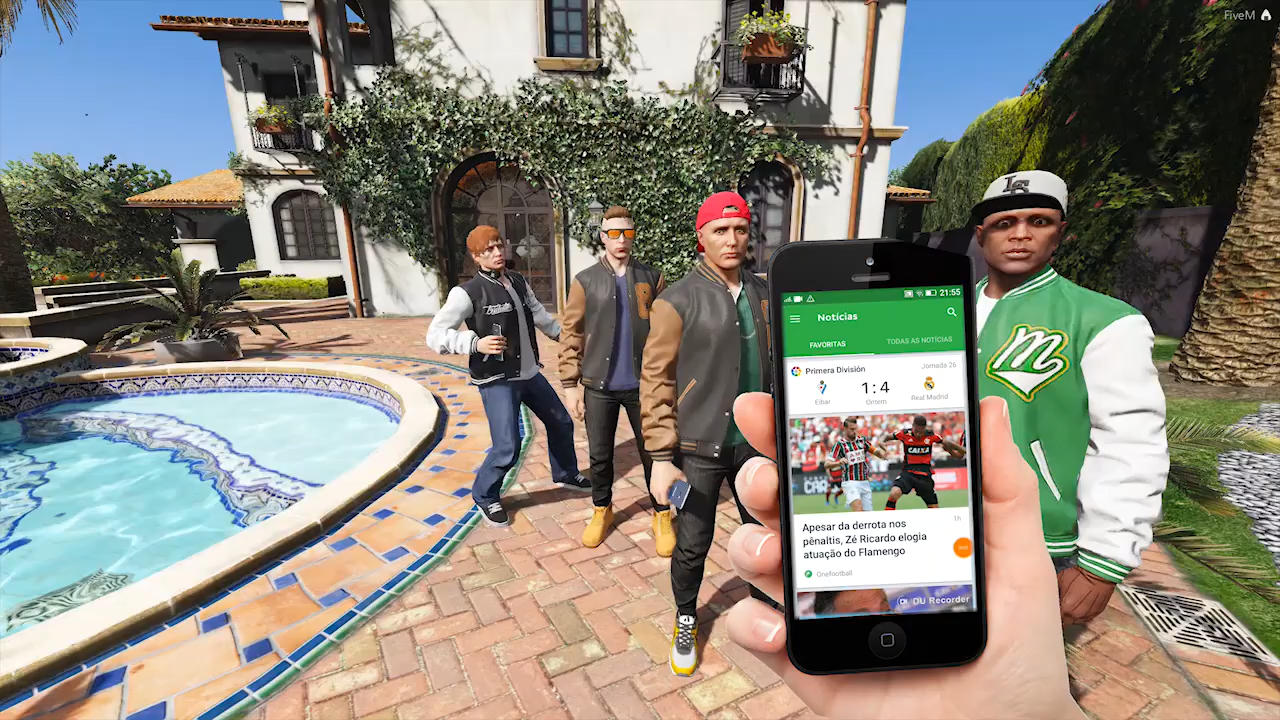 FiveM
21:55
Notícias
FAVORITAS
TODAS AS NOTÍCIAS
Primera División
Jornada 26
1 : 4
Eibar
Ontem
Real Madrid
CAIXA
Apesar da derrota nos
pênaltis, Zé Ricardo elogia
atuação do Flamengo
1h
Onefootball
DU Recorder
M